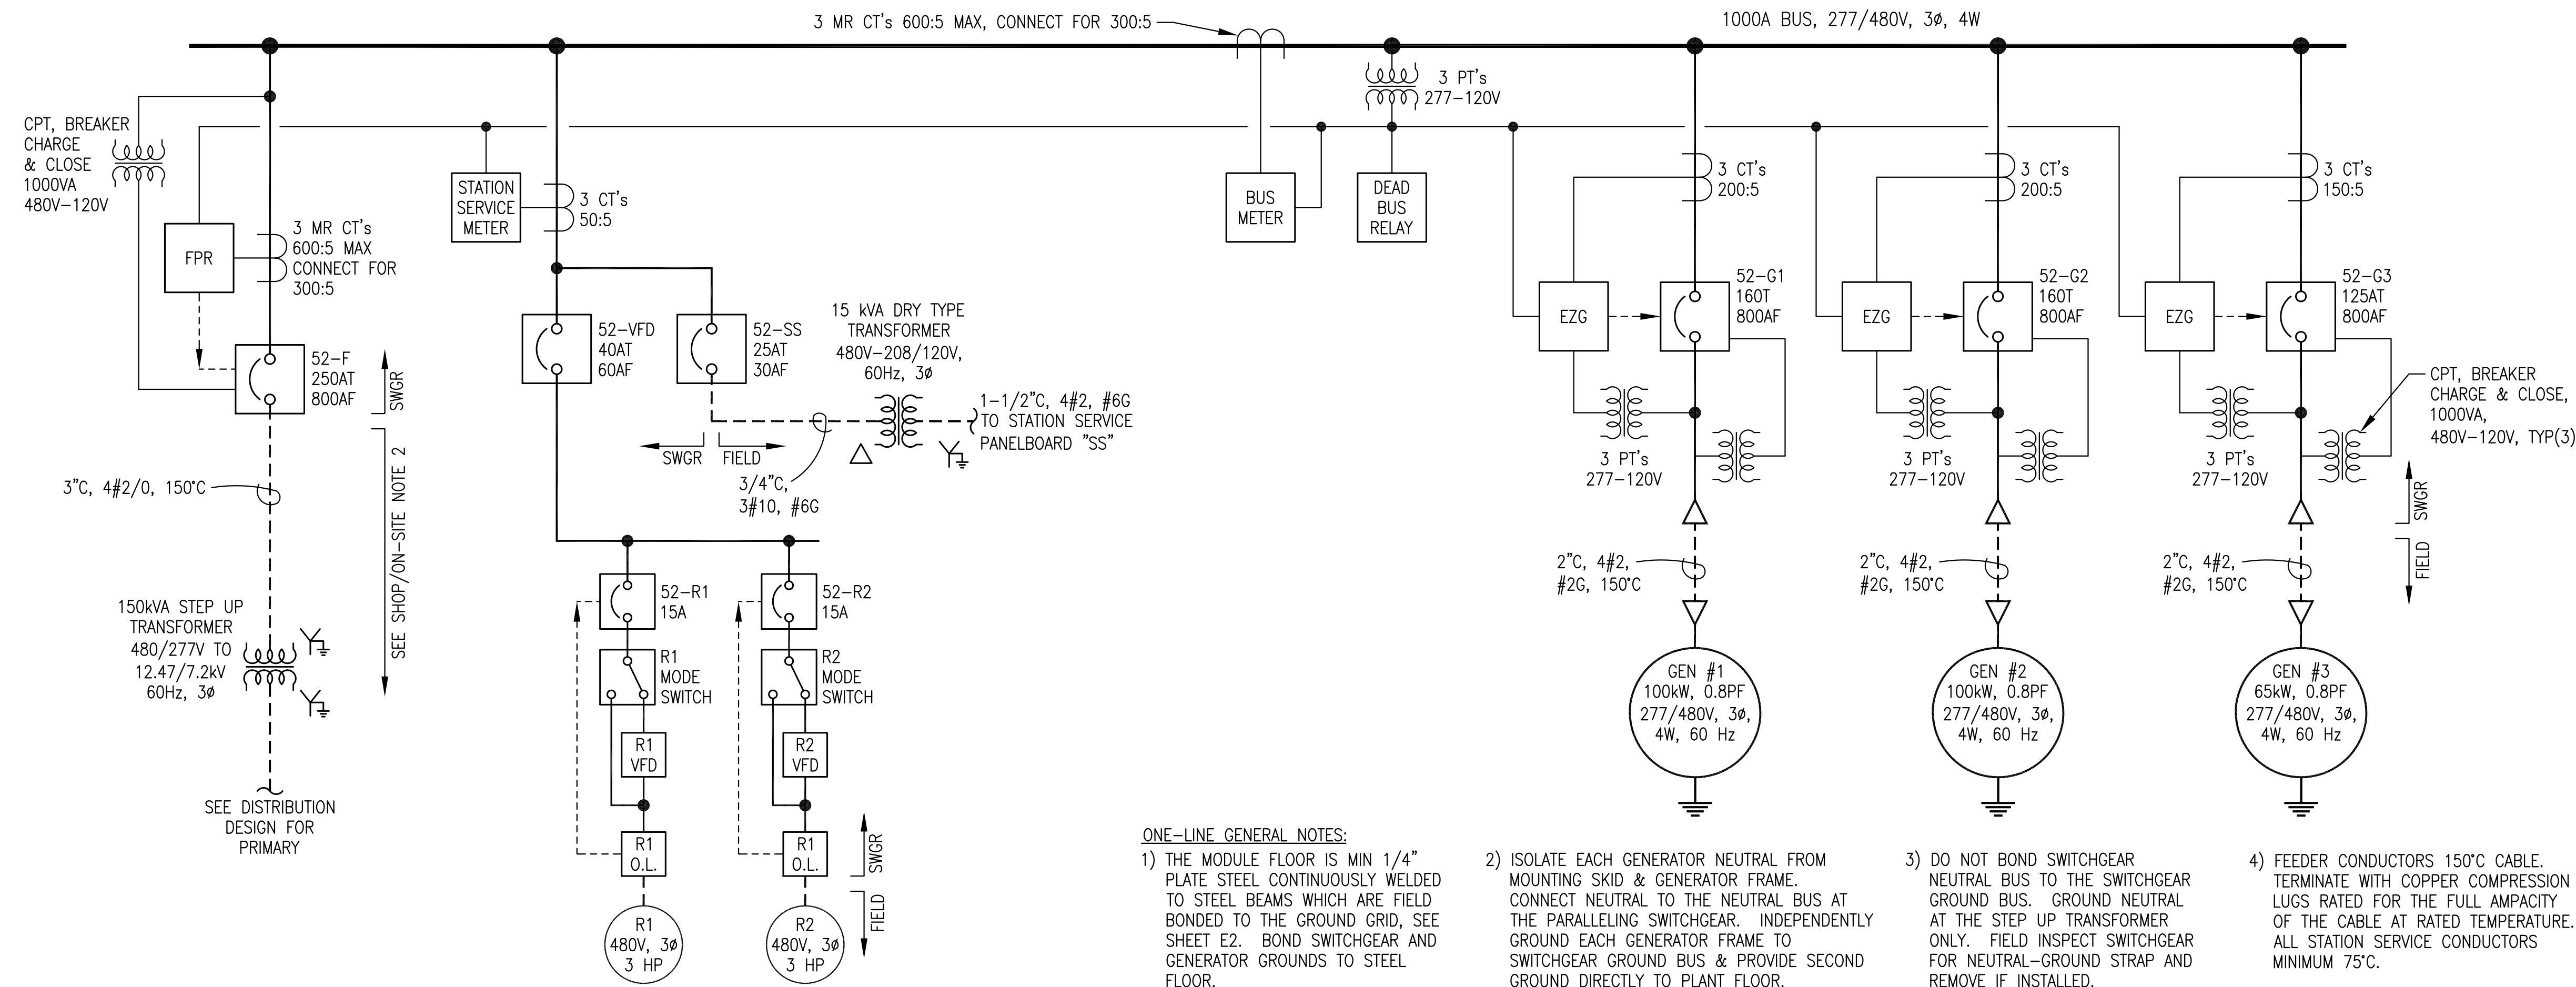 3 MR CT's 600:5 MAX, CONNECT FOR 300:5
1000A BUS, 277/480V, 3ø, 4W
CPT, BREAKER
CHARGE
& CLOSE
1000VA
480V-120V
FPR
3 MR CT's
600:5 MAX
CONNECT FOR
300:5
52-F
250AT
800AF
SWGR
SEE SHOP/ON-SITE NOTE 2
3"C, 4#2/0, 150°C
150kVA STEP UP
TRANSFORMER
480/277V TO
12.47/7.2kV
60Hz, 3ø
SEE DISTRIBUTION
DESIGN FOR
PRIMARY
STATION
SERVICE
METER
3 CT's
50:5
52-VFD
40AT
60AF
52-SS
25AT
30AF
15 kVA DRY TYPE
TRANSFORMER
480V-208/120V,
60Hz, 3ø
1-1/2"C, 4#2, #6G
TO STATION SERVICE
PANELBOARD "SS"
SWGR
FIELD
3/4"C,
3#10, #6G
52-R1
15A
52-R2
15A
R1
MODE
SWITCH
R2
MODE
SWITCH
R1
VFD
R2
VFD
R1
O.L.
R1
O.L.
SWGR
FIELD
R1
480V, 3ø
3 HP
R2
480V, 3ø
3 HP
3 PT's
277-120V
BUS
METER
DEAD
BUS
RELAY
3 CT's
200:5
EZG
52-G1
160T
800AF
3 PT's
277-120V
2"C, 4#2,
#2G, 150°C
GEN #1
100kW, 0.8PF
277/480V, 3ø,
4W, 60 Hz
3 CT's
200:5
EZG
52-G2
160T
800AF
3 PT's
277-120V
2"C, 4#2,
#2G, 150°C
GEN #2
100kW, 0.8PF
277/480V, 3ø,
4W, 60 Hz
3 CT's
150:5
EZG
52-G3
125AT
800AF
3 PT's
277-120V
CPT, BREAKER
CHARGE & CLOSE,
1000VA,
480V-120V, TYP(3)
SWGR
FIELD
2"C, 4#2,
#2G, 150°C
GEN #3
65kW, 0.8PF
277/480V, 3ø,
4W, 60 Hz
ONE-LINE GENERAL NOTES:
1) THE MODULE FLOOR IS MIN 1/4"
PLATE STEEL CONTINUOUSLY WELDED
TO STEEL BEAMS WHICH ARE FIELD
BONDED TO THE GROUND GRID, SEE
SHEET E2. BOND SWITCHGEAR AND
GENERATOR GROUNDS TO STEEL
FLOOR.
2) ISOLATE EACH GENERATOR NEUTRAL FROM
MOUNTING SKID & GENERATOR FRAME.
CONNECT NEUTRAL TO THE NEUTRAL BUS AT
THE PARALLELING SWITCHGEAR. INDEPENDENTLY
GROUND EACH GENERATOR FRAME TO
SWITCHGEAR GROUND BUS & PROVIDE SECOND
GROUND DIRECTLY TO PLANT FLOOR.
3) DO NOT BOND SWITCHGEAR
NEUTRAL BUS TO THE SWITCHGEAR
GROUND BUS. GROUND NEUTRAL
AT THE STEP UP TRANSFORMER
ONLY. FIELD INSPECT SWITCHGEAR
FOR NEUTRAL-GROUND STRAP AND
REMOVE IF INSTALLED.
4) FEEDER CONDUCTORS 150°C CABLE.
TERMINATE WITH COPPER COMPRESSION
LUGS RATED FOR THE FULL AMPACITY
OF THE CABLE AT RATED TEMPERATURE.
ALL STATION SERVICE CONDUCTORS
MINIMUM 75°C.